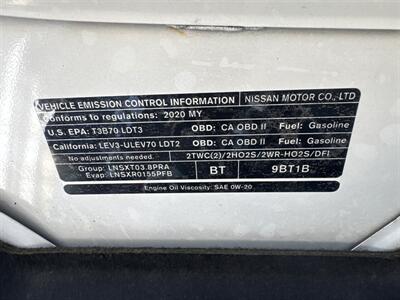 VEHICLE EMISSION CONTROL INFORMATION NISSAN MOTOR CO., LTD
Conforms to regulations: 2020 MY
U.S. EPA: T3B70 LDT3 OBD: CA OBD II Fuel: Gasoline
California: LEV3-ULEV70 LDT2 OBD: CA OBD II Fuel: Gasoline
No adjustments needed. 2TWC(2)/2HO2S/2WR-HO2S/DFI
Group: LNSXT03.8PRA
Evap: LNSXR0155PFB
BT 9BT1B
Engine Oil Viscosity: SAE 0W-20